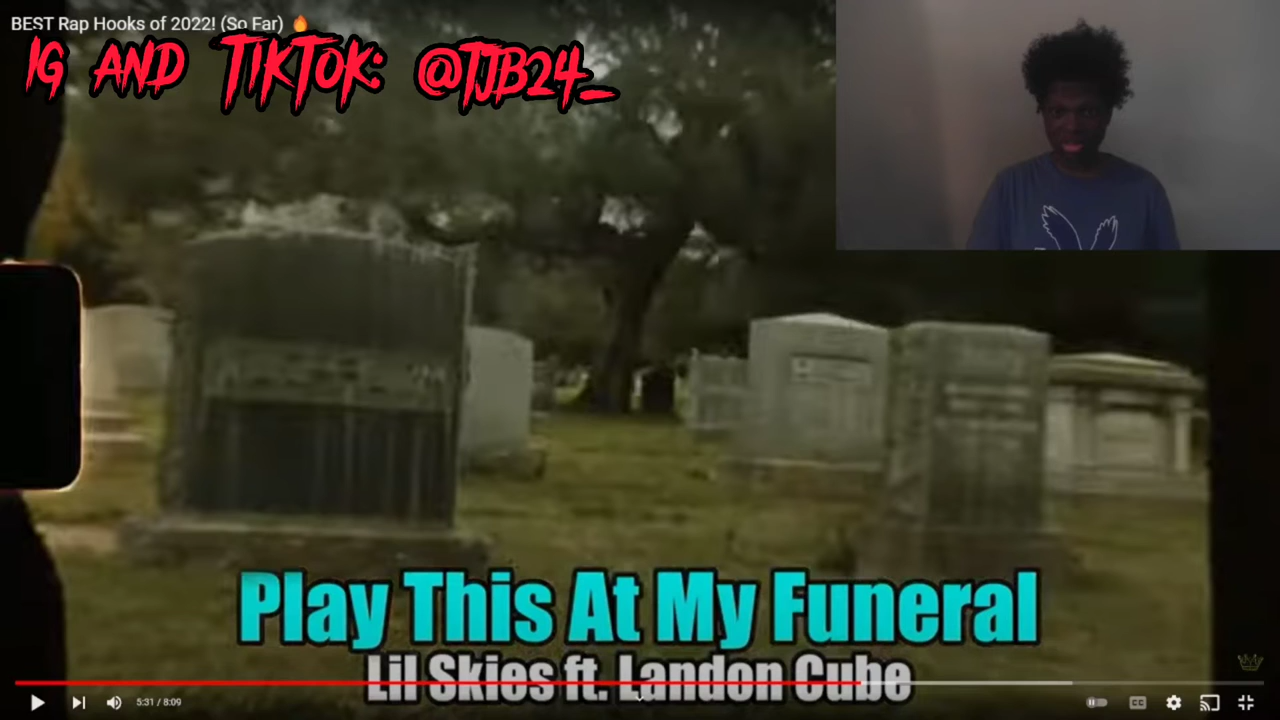 BEST Rap Hooks of 2022! (So Far) 🔥
IG AND TIKTOK: @TJB24_
Play This At My Funeral
Lil Skies ft. Landon Cube
5:31 / 8:09
CC